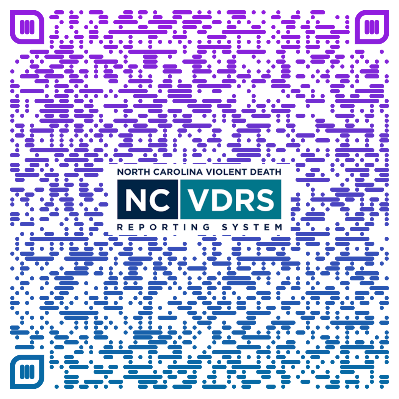 NORTH CAROLINA VIOLENT DEATH
NC VDRS
REPORTING SYSTEM